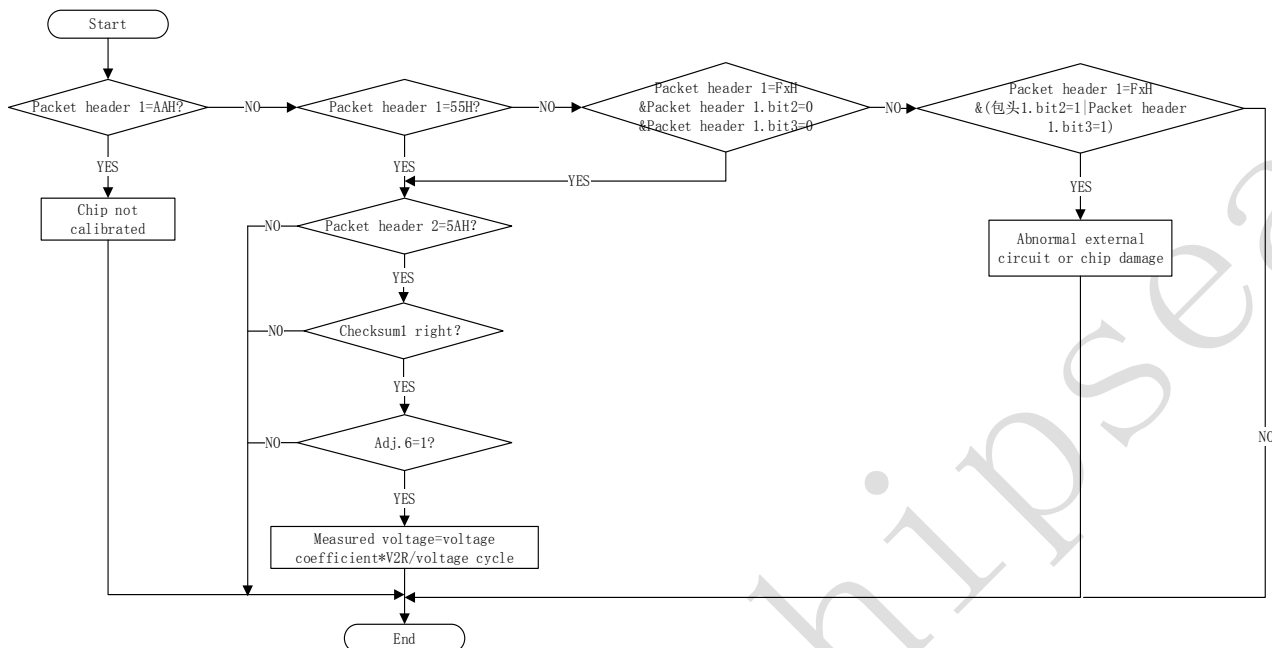 Start
Packet header 1=AAH?
NO
Packet header 1=55H?
NO
Packet header 1=FxH
&Packet header 1.bit2=0
&Packet header 1.bit3=0
NO
Packet header 1=FxH
&(包头1.bit2=1|Packet header
1.bit3=1)
YES
YES
YES
YES
Chip not
calibrated
NO
Packet header 2=5AH?
Abnormal external
circuit or chip damage
YES
NO
Checksum1 right?
YES
NO
Adj.6=1?
NO
YES
Measured voltage=voltage
coefficient*V2R/voltage cycle
End
hipsea